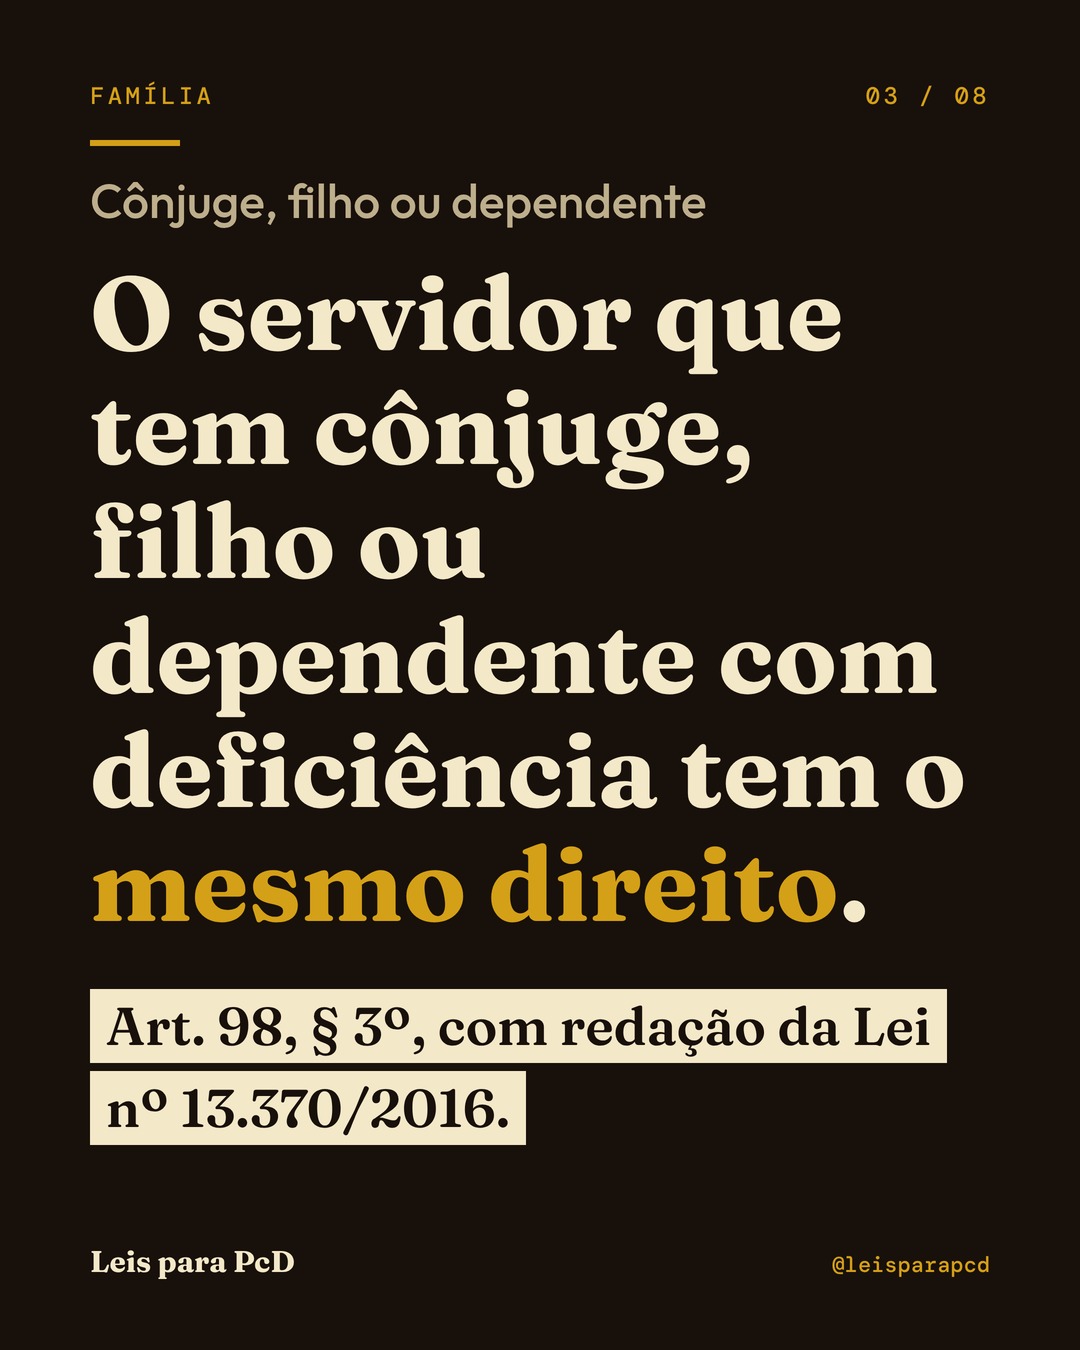 FAMÍLIA
03 / 08
Cônjuge, filho ou dependente
O servidor que
tem cônjuge,
filho ou
dependente com
deficiência tem o
mesmo direito.
Art. 98, § 3º, com redação da Lei
nº 13.370/2016.
Leis para PcD
@leisparapcd